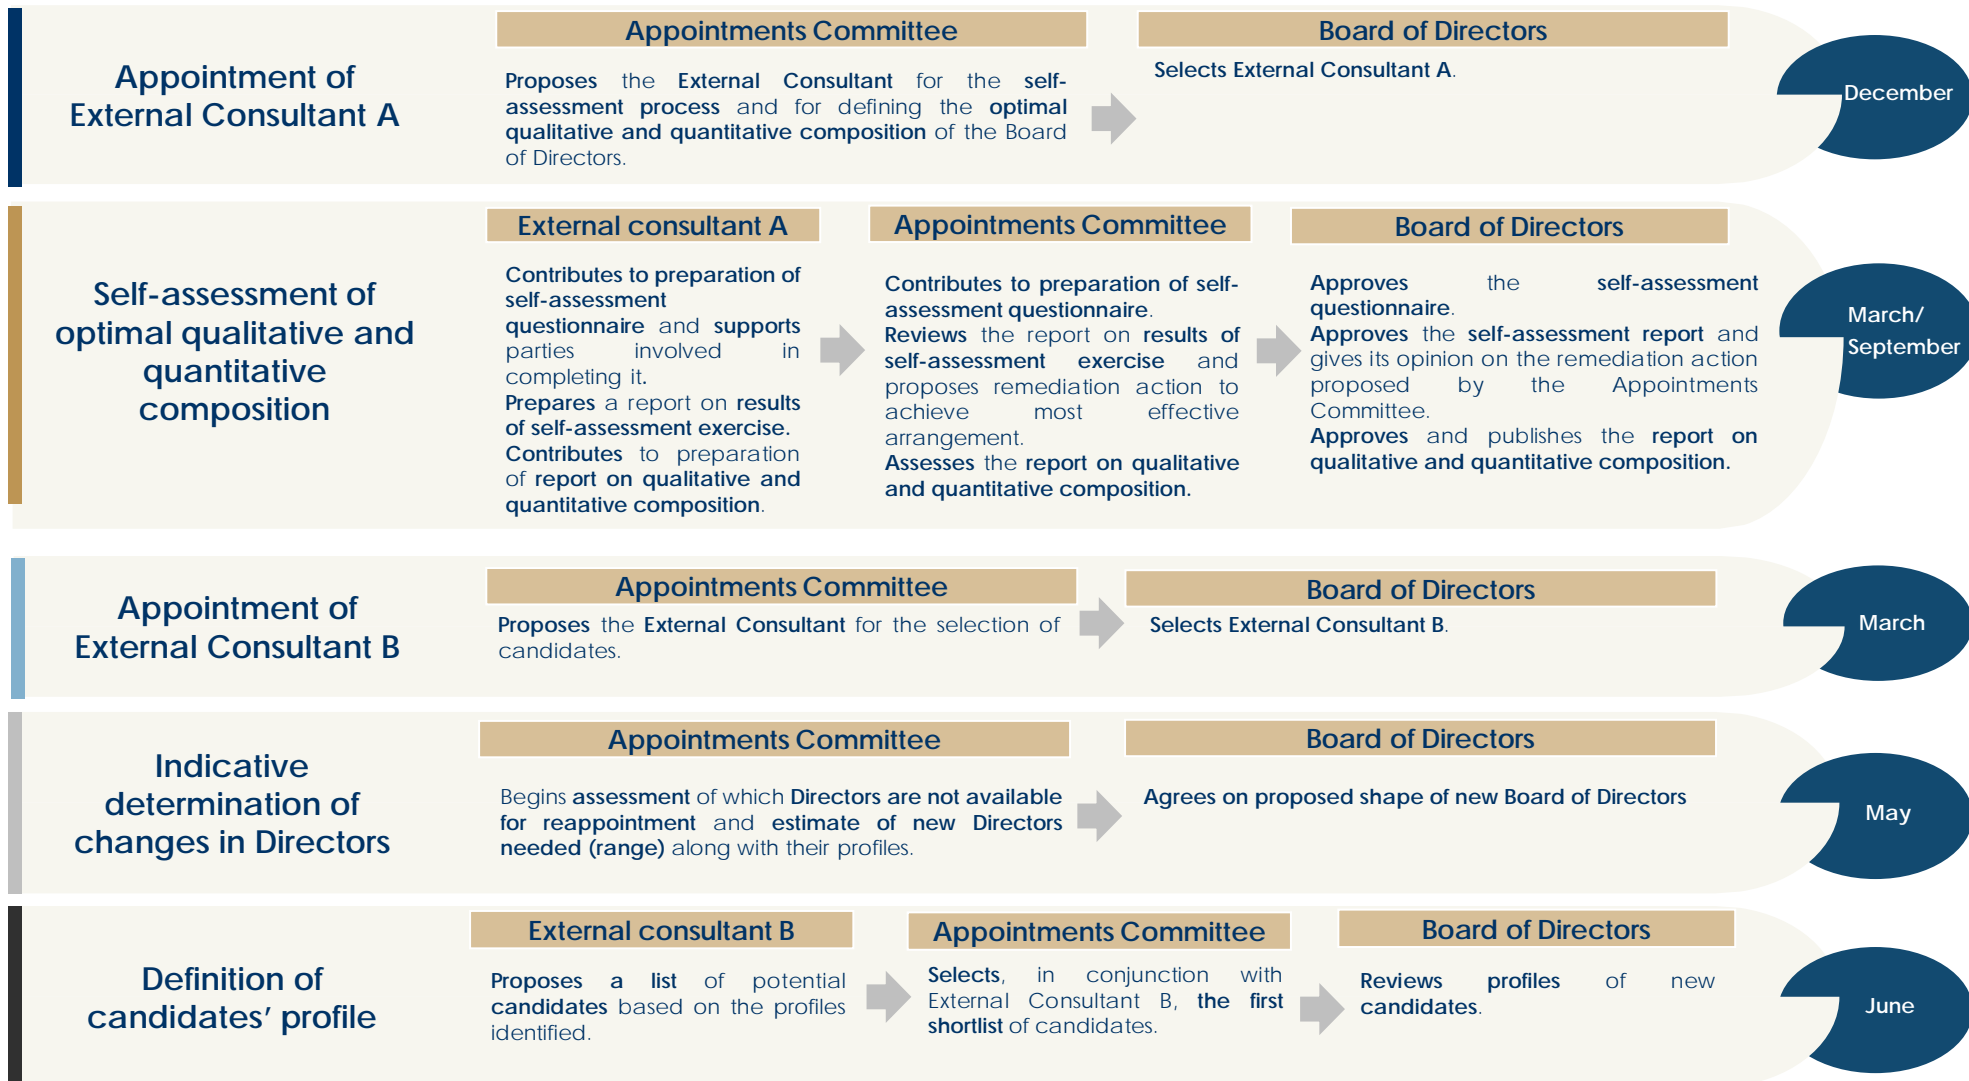 Appointment of
External Consultant A
Appointments Committee
Proposes the External Consultant for the self-
assessment process and for defining the optimal
qualitative and quantitative composition of the Board
of Directors.
Board of Directors
Selects External Consultant A.
December
Self-assessment of
optimal qualitative and
quantitative
composition
External consultant A
Contributes to preparation of
self-assessment
questionnaire and supports
parties involved in
completing it.
Prepares a report on results
of self-assessment exercise.
Contributes to preparation
of report on qualitative and
quantitative composition.
Appointments Committee
Contributes to preparation of self-
assessment questionnaire.
Reviews the report on results of
self-assessment exercise and
proposes remediation action to
achieve most effective
arrangement.
Assesses the report on qualitative
and quantitative composition.
Board of Directors
Approves the self-assessment
questionnaire.
Approves the self-assessment report and
gives its opinion on the remediation action
proposed by the Appointments
Committee.
Approves and publishes the report on
qualitative and quantitative composition.
March/
September
Appointment of
External Consultant B
Appointments Committee
Proposes the External Consultant for the selection of
candidates.
Board of Directors
Selects External Consultant B.
March
Indicative
determination of
changes in Directors
Appointments Committee
Begins assessment of which Directors are not available
for reappointment and estimate of new Directors
needed (range) along with their profiles.
Board of Directors
Agrees on proposed shape of new Board of Directors
May
Definition of
candidates' profile
External consultant B
Proposes a list of potential
candidates based on the profiles
identified.
Appointments Committee
Selects, in conjunction with
External Consultant B, the first
shortlist of candidates.
Board of Directors
Reviews profiles of new
candidates.
June